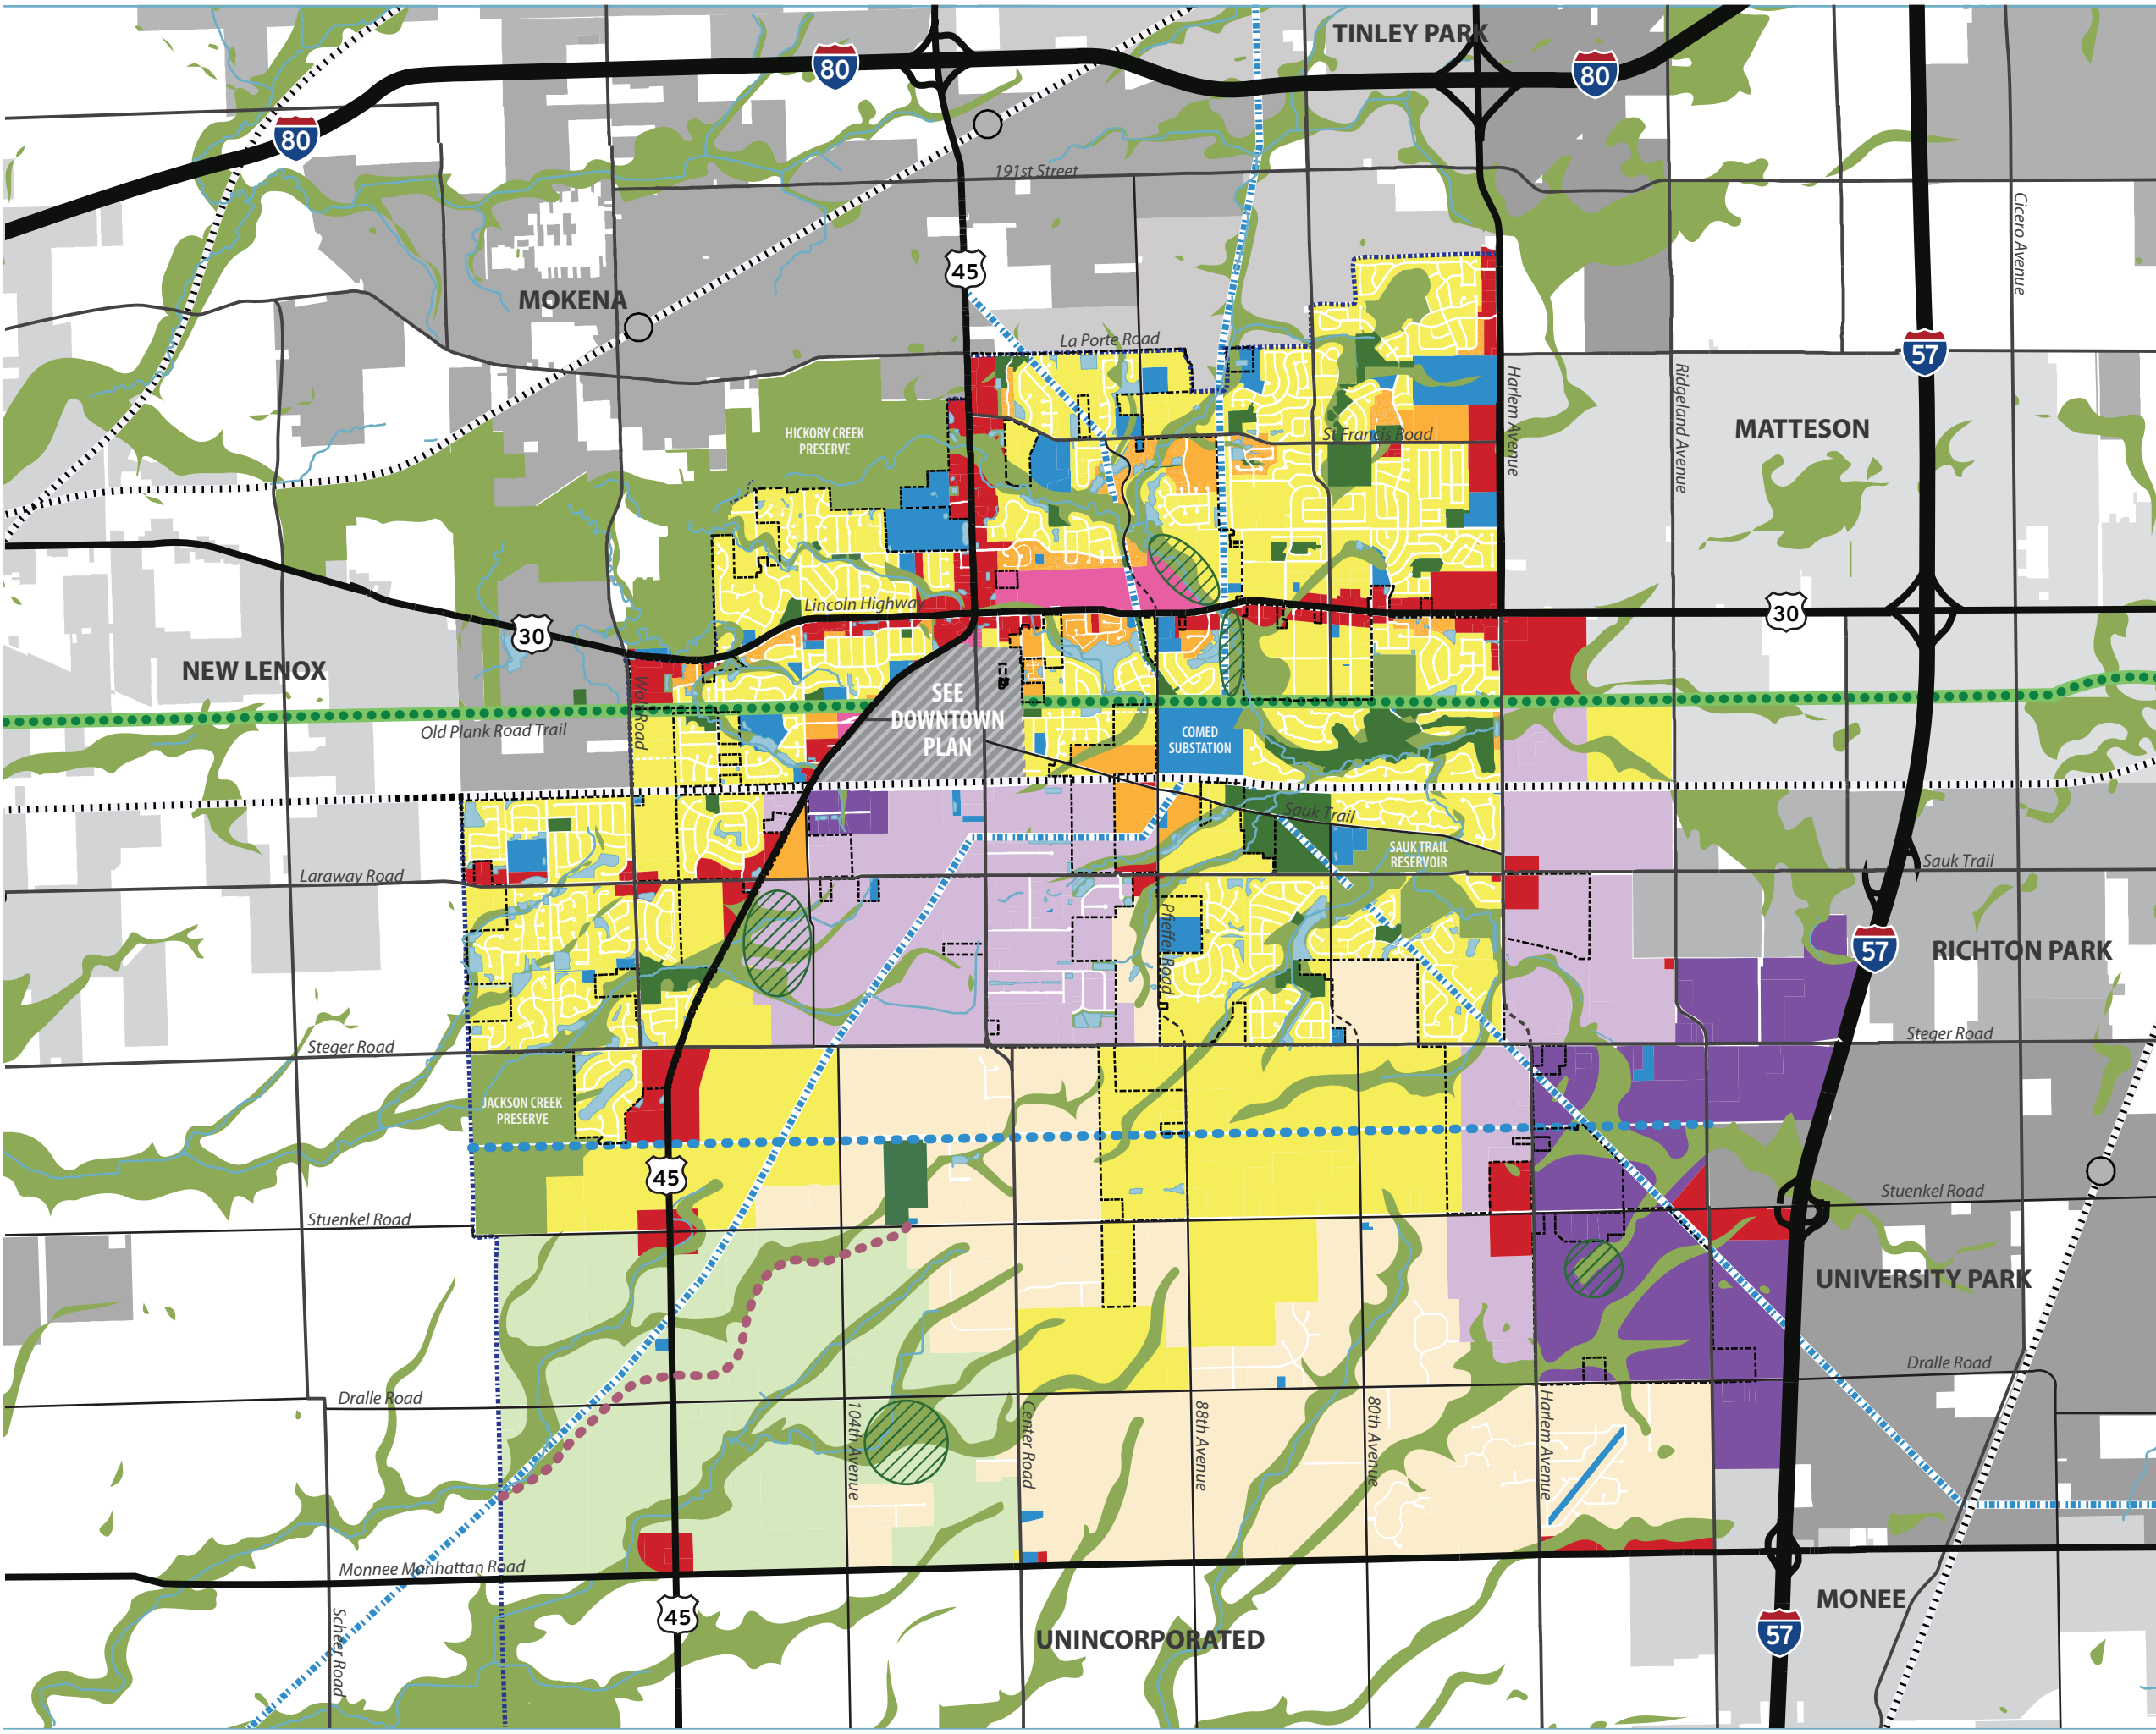 TINLEY PARK
80
80
80
191st Street
Cicero Avenue
45
MOKENA
La Porte Road
57
Harlem Avenue
Ridgeland Avenue
MATTESON
HICKORY CREEK
PRESERVE
St Francis Road
Lincoln Highway
30
30
NEW LENOX
Wolf Road
SEE
DOWNTOWN
PLAN
Old Plank Road Trail
COMED
SUBSTATION
Sauk Trail
SAUK TRAIL
RESERVOIR
Sauk Trail
Laraway Road
Pfieffer Road
57
RICHTON PARK
Steger Road
Steger Road
JACKSON CREEK
PRESERVE
45
Stuenkel Road
Stuenkel Road
UNIVERSITY PARK
Dralle Road
Dralle Road
104th Avenue
Center Road
88th Avenue
80th Avenue
Harlem Avenue
Monnee Manhattan Road
Scheer Road
45
MONEE
57
UNINCORPORATED